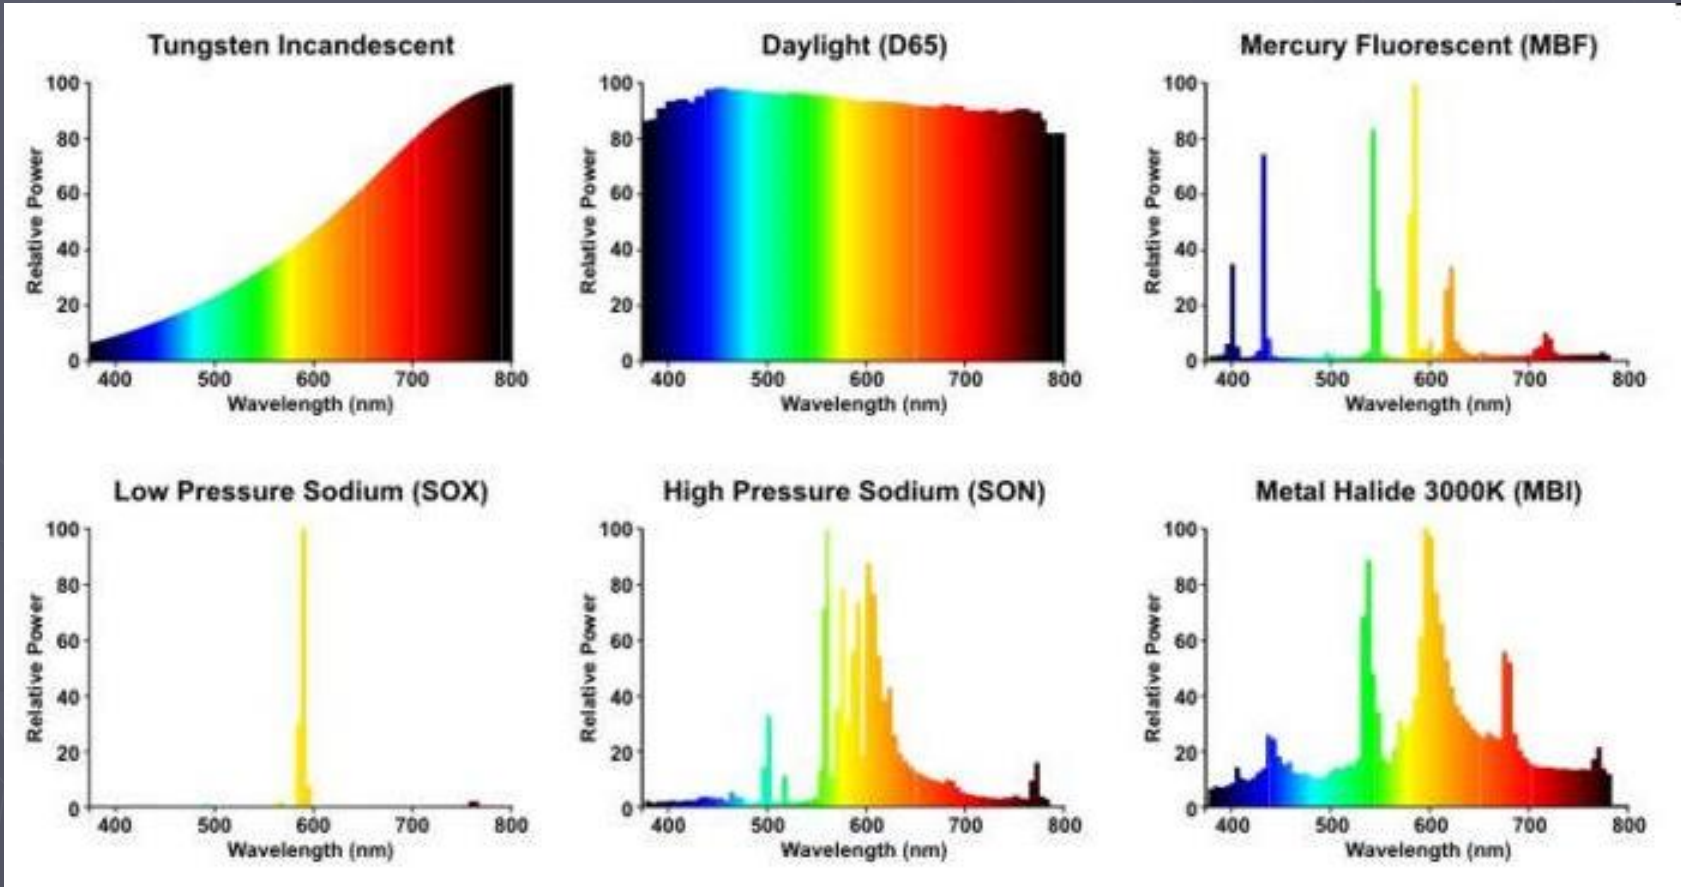 Tungsten Incandescent
100
80
60
40
20
0
Relative Power
400 500 600 700 800
Wavelength (nm)
Daylight (D65)
100
80
60
40
20
0
Relative Power
400 500 600 700 800
Wavelength (nm)
Mercury Fluorescent (MBF)
100
80
60
40
20
0
Relative Power
400 500 600 700 800
Wavelength (nm)
Low Pressure Sodium (SOX)
100
80
60
40
20
0
Relative Power
400 500 600 700 800
Wavelength (nm)
High Pressure Sodium (SON)
100
80
60
40
20
0
Relative Power
400 500 600 700 800
Wavelength (nm)
Metal Halide 3000K (MBI)
100
80
60
40
20
0
Relative Power
400 500 600 700 800
Wavelength (nm)